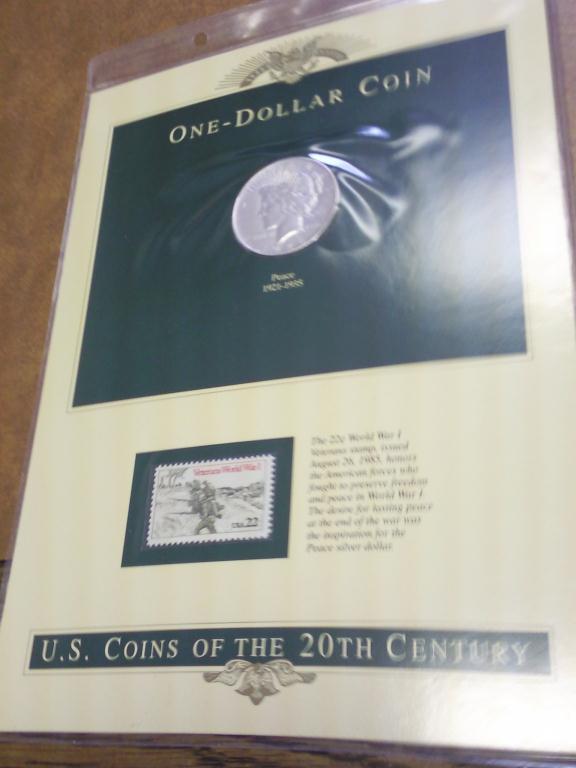 ONE-DOLLAR COIN
Peace
1921-1935
Veterans World War I
USA 22
The 22¢ World War I
Veterans stamp, issued
August 26, 1985, honors
the American forces who
fought to preserve freedom
and peace in World War I.
The desire for lasting peace
at the end of the war was
the inspiration for the
Peace silver dollar.
U.S. COINS OF THE 20TH CENTURY